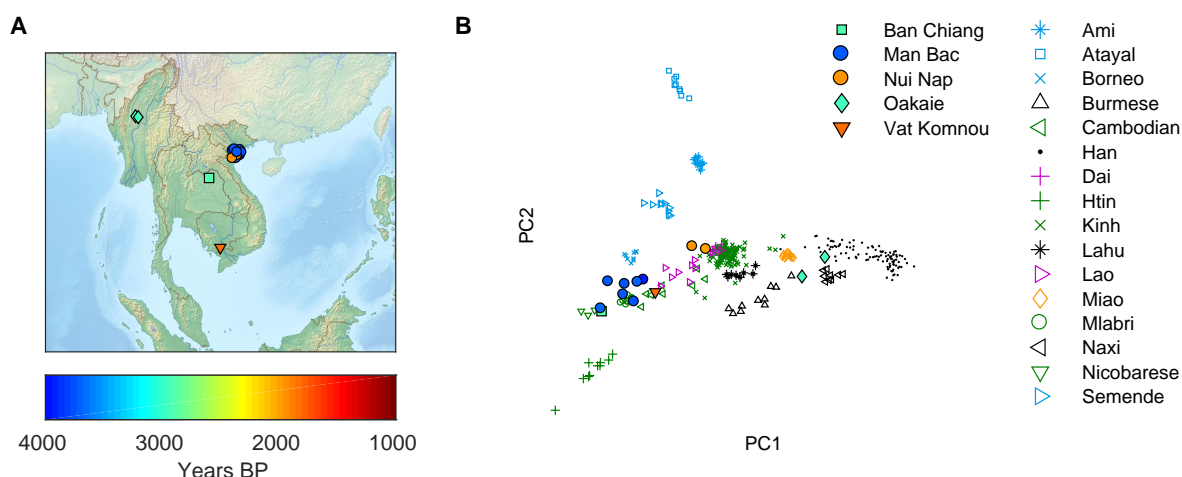 A
B
Ban Chiang
Man Bac
Nui Nap
Oakaie
Vat Komnou
Ami
Atayal
Borneo
Burmese
Cambodian
Han
Dai
Htin
Kinh
Lahu
Lao
Miao
Mlabri
Naxi
Nicobarese
Semende
PC2
PC1
4000 3000 2000 1000
Years BP